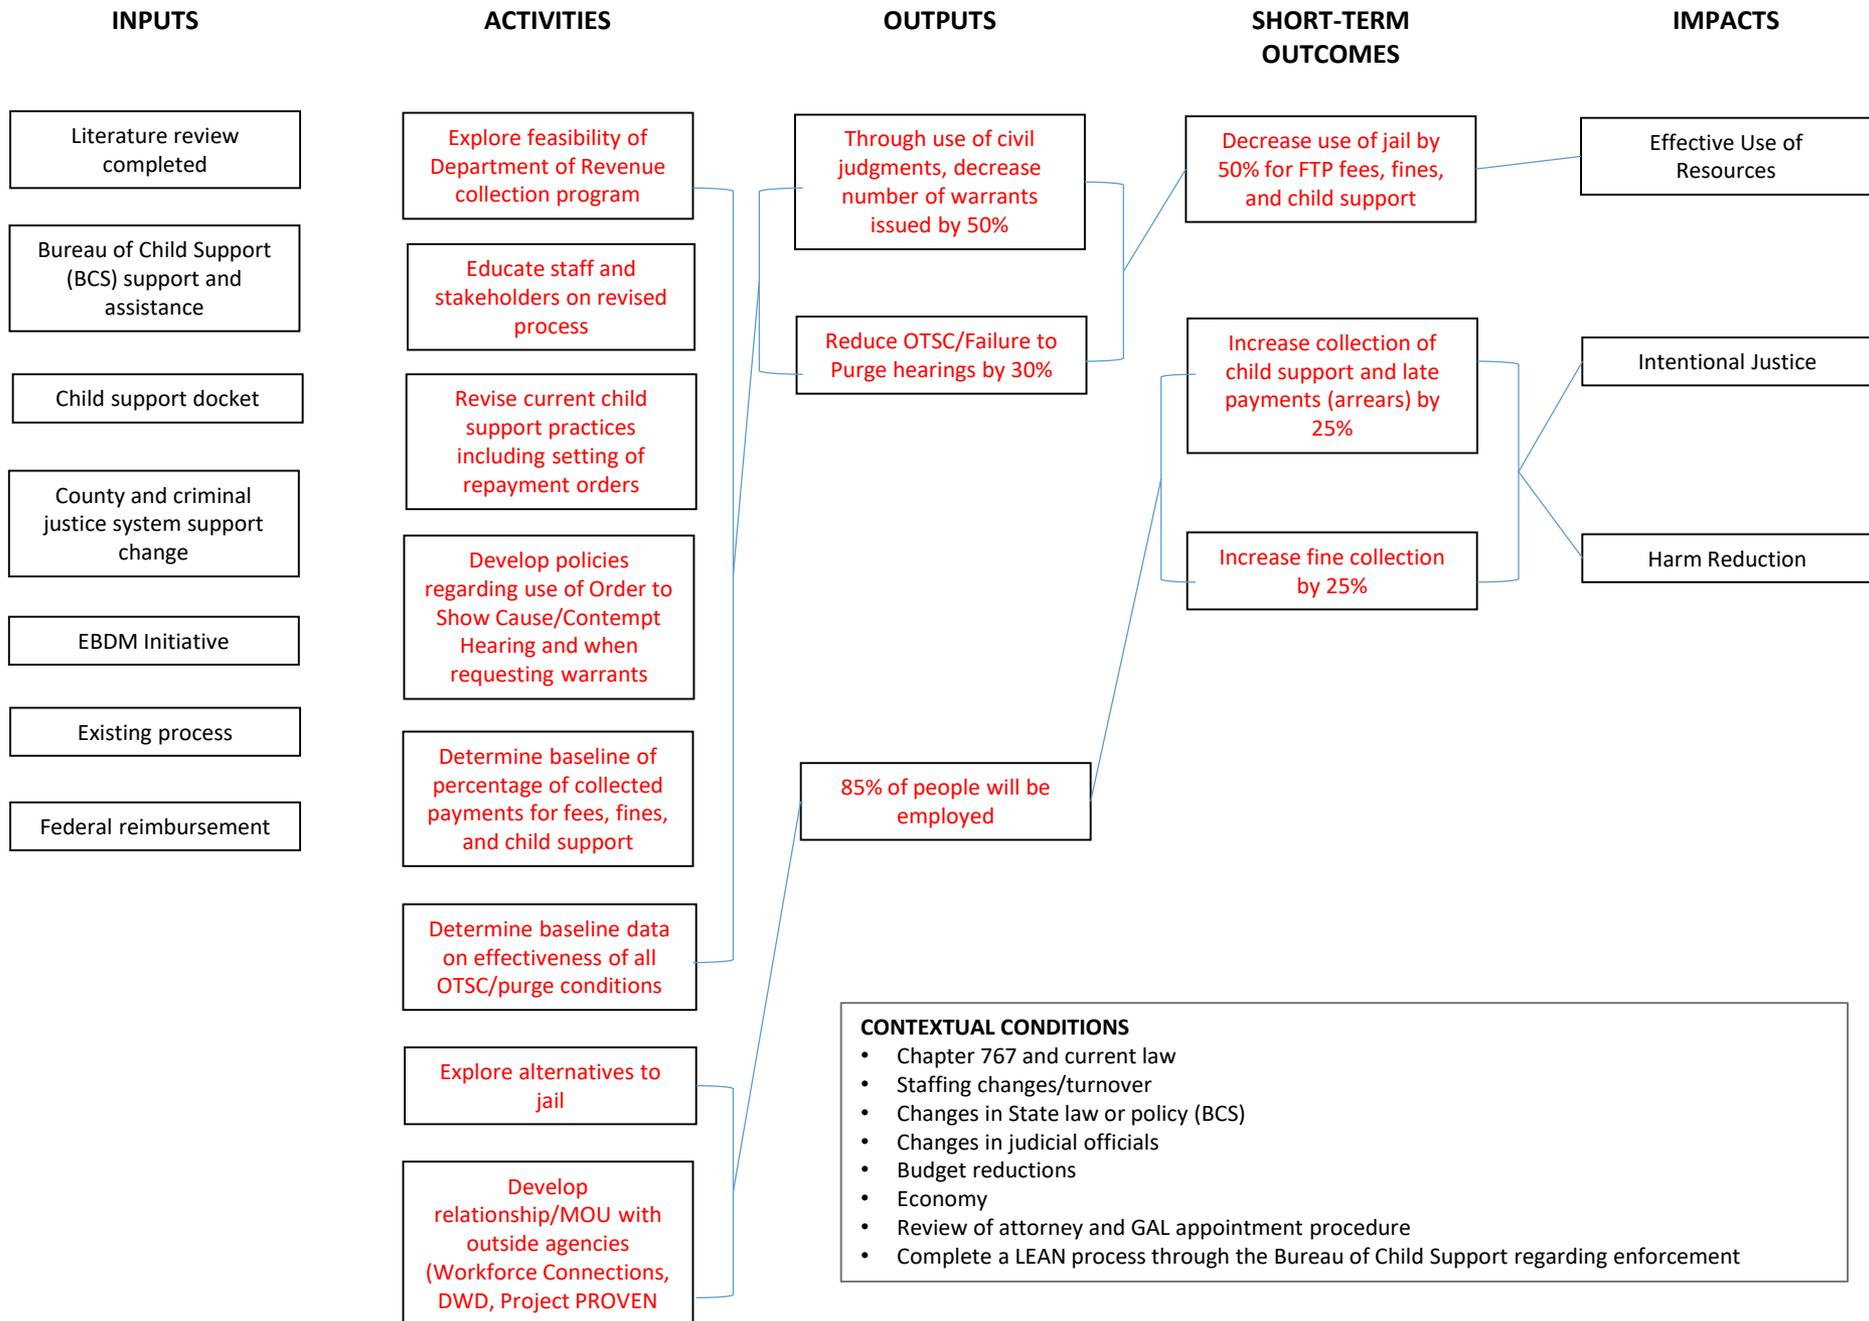 INPUTS
ACTIVITIES
OUTPUTS
SHORT-TERM
OUTCOMES
IMPACTS
Literature review
completed
Bureau of Child Support
(BCS) support and
assistance
Child support docket
County and criminal
justice system support
change
EBDM Initiative
Existing process
Federal reimbursement
Explore feasibility of
Department of Revenue
collection program
Educate staff and
stakeholders on revised
process
Revise current child
support practices
including setting of
repayment orders
Develop policies
regarding use of Order to
Show Cause/Contempt
Hearing and when
requesting warrants
Determine baseline of
percentage of collected
payments for fees, fines,
and child support
Determine baseline data
on effectiveness of all
OTSC/purge conditions
Explore alternatives to
jail
Develop
relationship/MOU with
outside agencies
(Workforce Connections,
DWD, Project PROVEN
Through use of civil
judgments, decrease
number of warrants
issued by 50%
Reduce OTSC/Failure to
Purge hearings by 30%
85% of people will be
employed
Decrease use of jail by
50% for FTP fees, fines,
and child support
Increase collection of
child support and late
payments (arrears) by
25%
Increase fine collection
by 25%
Effective Use of
Resources
Intentional Justice
Harm Reduction
CONTEXTUAL CONDITIONS
• Chapter 767 and current law
• Staffing changes/turnover
• Changes in State law or policy (BCS)
• Changes in judicial officials
• Budget reductions
• Economy
• Review of attorney and GAL appointment procedure
• Complete a LEAN process through the Bureau of Child Support regarding enforcement